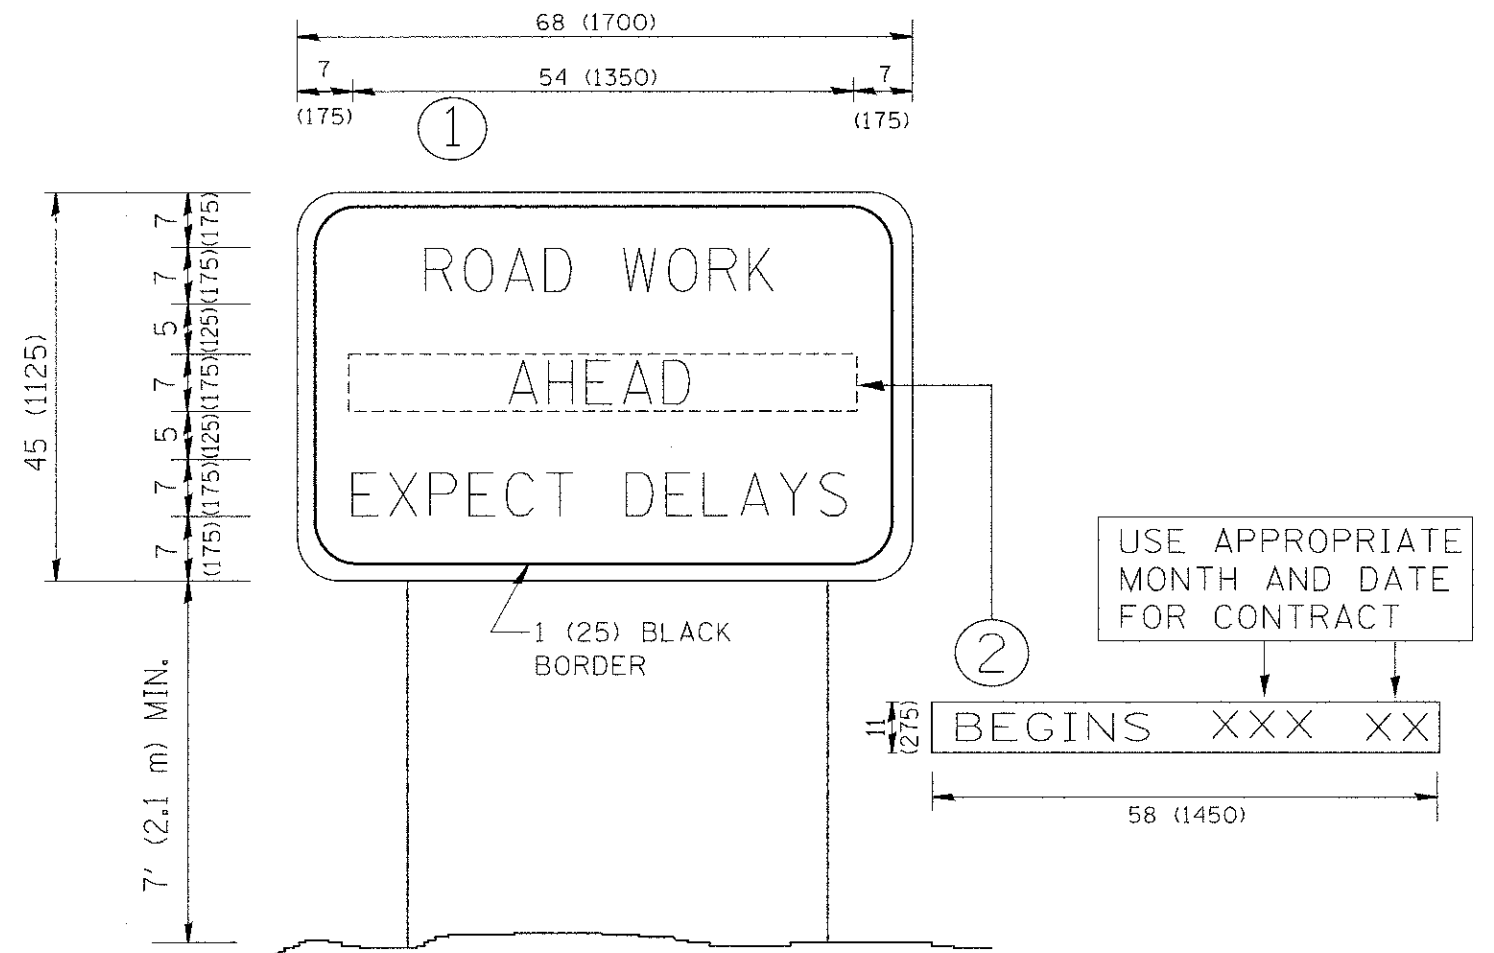 68 (1700)
7
54 (1350)
7
(175)
(175)
1
45 (1125)
7 (175)
7 (175)
5 (125)
7 (175)
5 (125)
7 (175)
7 (175)
ROAD WORK
AHEAD
EXPECT DELAYS
1 (25) BLACK
BORDER
7' (2.1 m) MIN.
2
USE APPROPRIATE
MONTH AND DATE
FOR CONTRACT
11
(275)
BEGINS XXX XX
58 (1450)